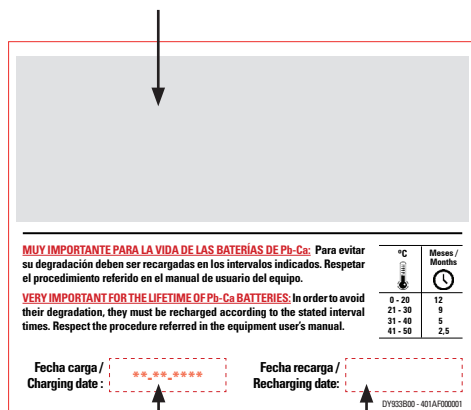 MUY IMPORTANTE PARA LA VIDA DE LAS BATERÍAS DE Pb-Ca: Para evitar
su degradación deben ser recargadas en los intervalos indicados. Respetar
el procedimiento referido en el manual de usuario del equipo.
VERY IMPORTANT FOR THE LIFETIME OF Pb-Ca BATTERIES: In order to avoid
their degradation, they must be recharged according to the stated interval
times. Respect the procedure referred in the equipment user's manual.
ºC Meses /
Months
0 - 20 12
21 - 30 9
31 - 40 5
41 - 50 2,5
Fecha carga /
Charging date : **-**-****
Fecha recarga /
Recharging date:
DY933B00 - 401AF000001